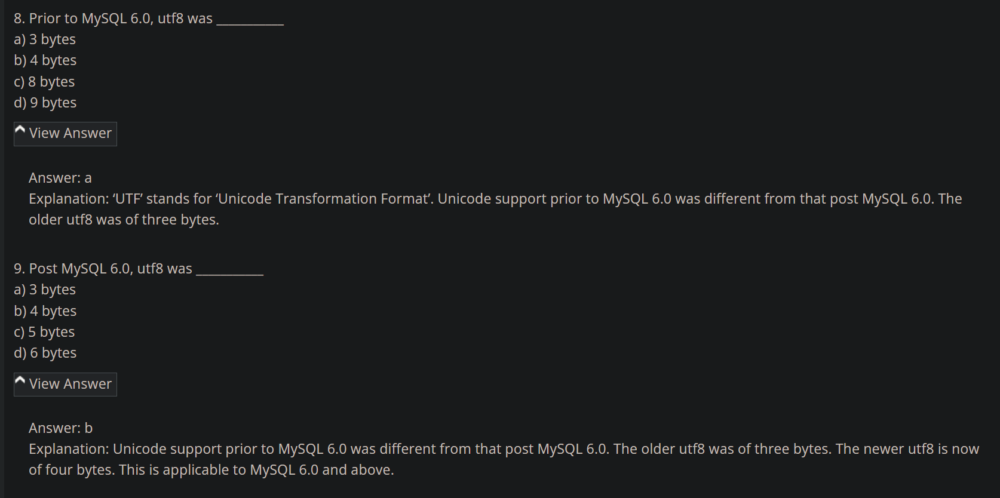 8. Prior to MySQL 6.0, utf8 was __________
a) 3 bytes
b) 4 bytes
c) 8 bytes
d) 9 bytes
View Answer
Answer: a
Explanation: ‘UTF’ stands for ‘Unicode Transformation Format’. Unicode support prior to MySQL 6.0 was different from that post MySQL 6.0. The
older utf8 was of three bytes.
9. Post MySQL 6.0, utf8 was __________
a) 3 bytes
b) 4 bytes
c) 5 bytes
d) 6 bytes
View Answer
Answer: b
Explanation: Unicode support prior to MySQL 6.0 was different from that post MySQL 6.0. The older utf8 was of three bytes. The newer utf8 is now
of four bytes. This is applicable to MySQL 6.0 and above.